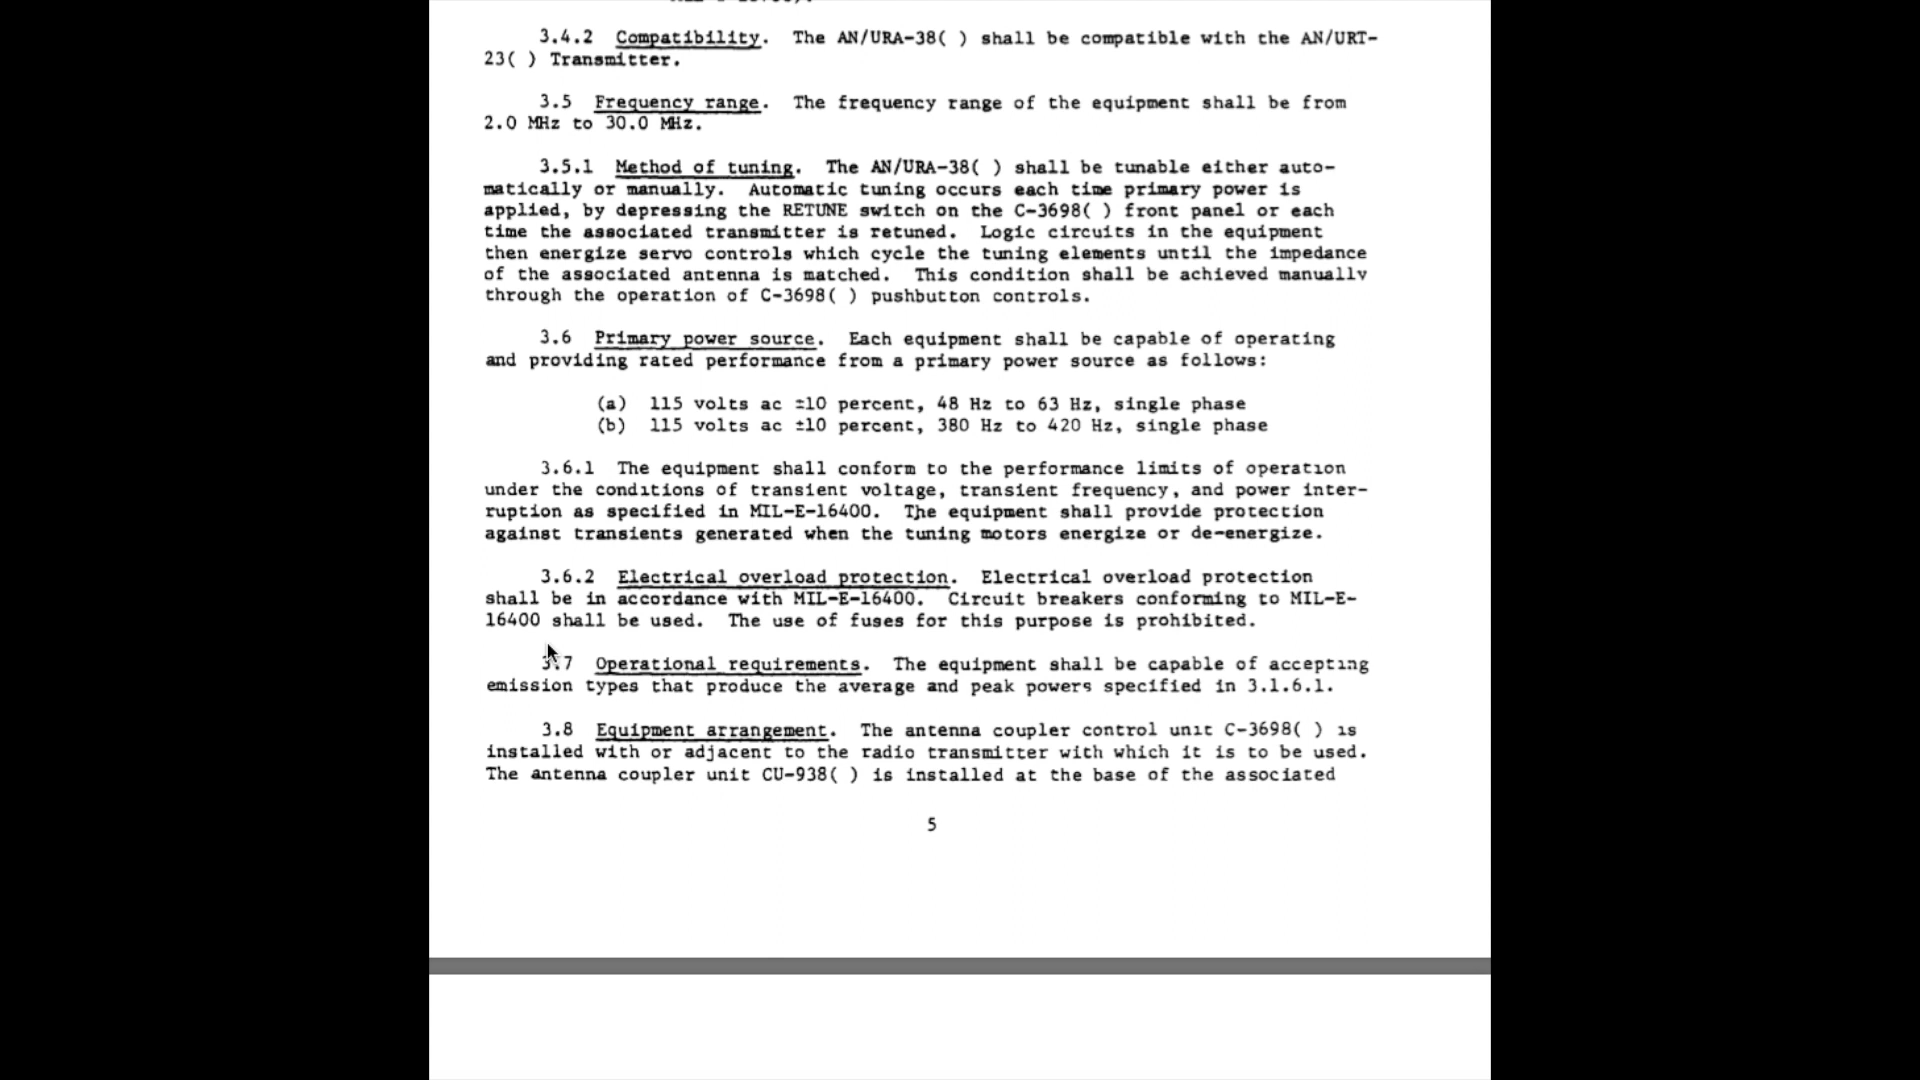 3.4.2 Compatibility. The AN/URA-38( ) shall be compatible with the AN/URT-
23( ) Transmitter.
3.5 Frequency range. The frequency range of the equipment shall be from
2.0 MHz to 30.0 MHz.
3.5.1 Method of tuning. The AN/URA-38( ) shall be tunable either auto-
matically or manually. Automatic tuning occurs each time primary power is
applied, by depressing the RETUNE switch on the C-3698( ) front panel or each
time the associated transmitter is retuned. Logic circuits in the equipment
then energize servo controls which cycle the tuning elements until the impedance
of the associated antenna is matched. This condition shall be achieved manually
through the operation of C-3698( ) pushbutton controls.
3.6 Primary power source. Each equipment shall be capable of operating
and providing rated performance from a primary power source as follows:
(a) 115 volts ac ±10 percent, 48 Hz to 63 Hz, single phase
(b) 115 volts ac ±10 percent, 380 Hz to 420 Hz, single phase
3.6.1 The equipment shall conform to the performance limits of operation
under the conditions of transient voltage, transient frequency, and power inter-
ruption as specified in MIL-E-16400. The equipment shall provide protection
against transients generated when the tuning motors energize or de-energize.
3.6.2 Electrical overload protection. Electrical overload protection
shall be in accordance with MIL-E-16400. Circuit breakers conforming to MIL-E-
16400 shall be used. The use of fuses for this purpose is prohibited.
3.7 Operational requirements. The equipment shall be capable of accepting
emission types that produce the average and peak powers specified in 3.1.6.1.
3.8 Equipment arrangement. The antenna coupler control unit C-3698( ) is
installed with or adjacent to the radio transmitter with which it is to be used.
The antenna coupler unit CU-938( ) is installed at the base of the associated
5